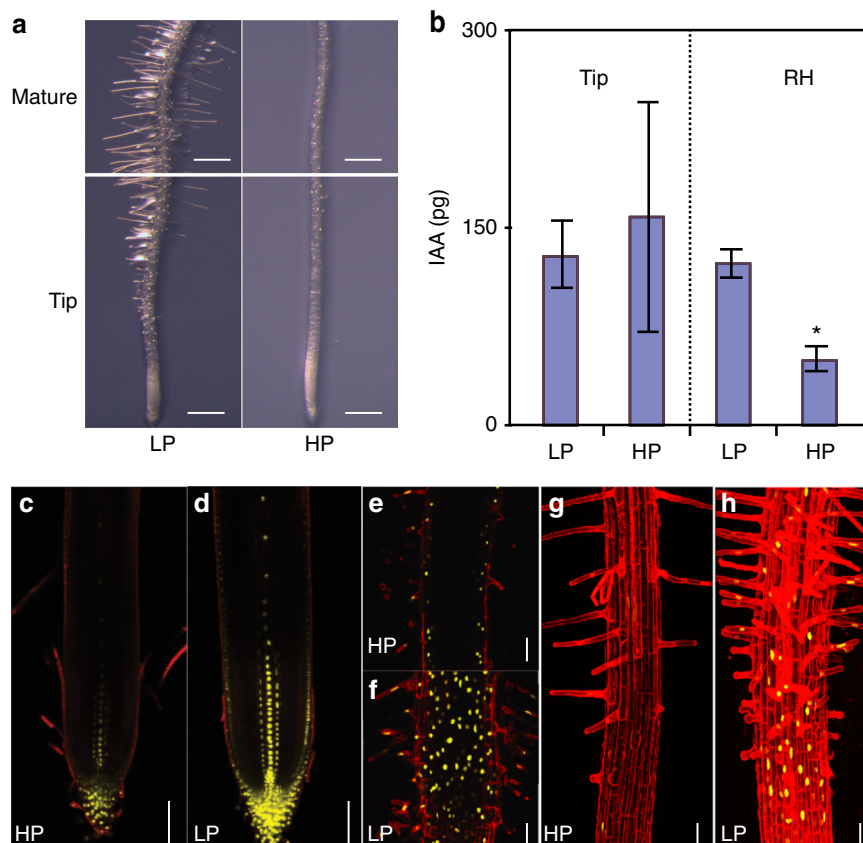 a
Mature
Tip
LP HP
b
300
150
0
IAA (pg)
Tip RH
*
LP HP LP HP
c
HP
d
LP
e
HP
f
LP
g
HP
h
LP